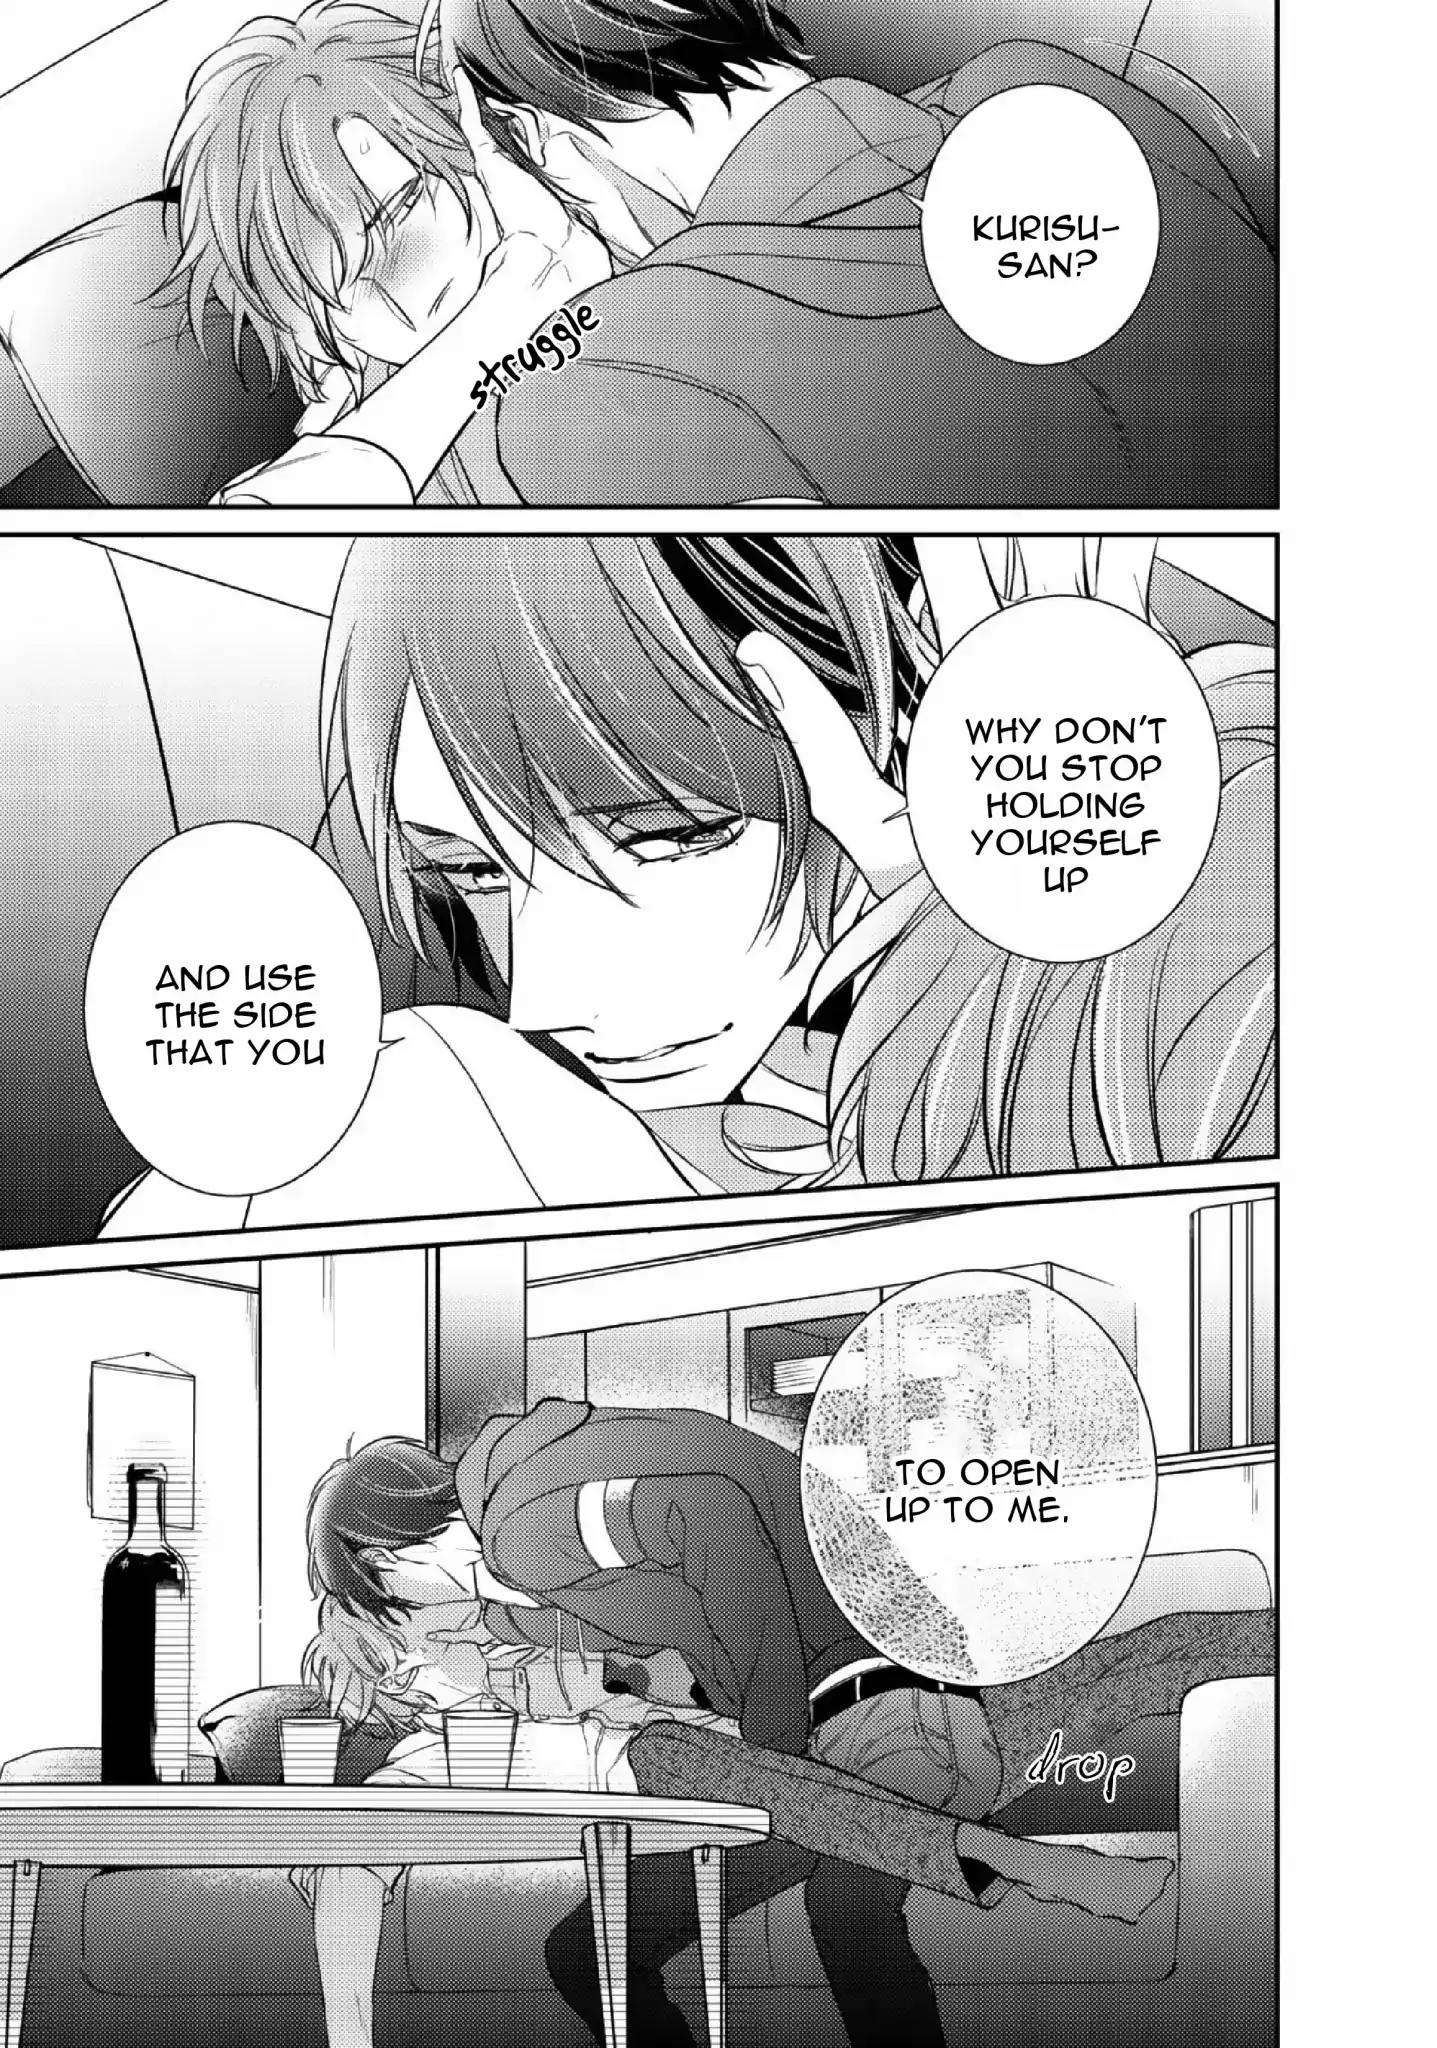 KURISU-
SAN?
struggle
WHY DON'T
YOU STOP
HOLDING
YOURSELF
UP
AND USE
THE SIDE
THAT YOU
TO OPEN
UP TO ME.
drop